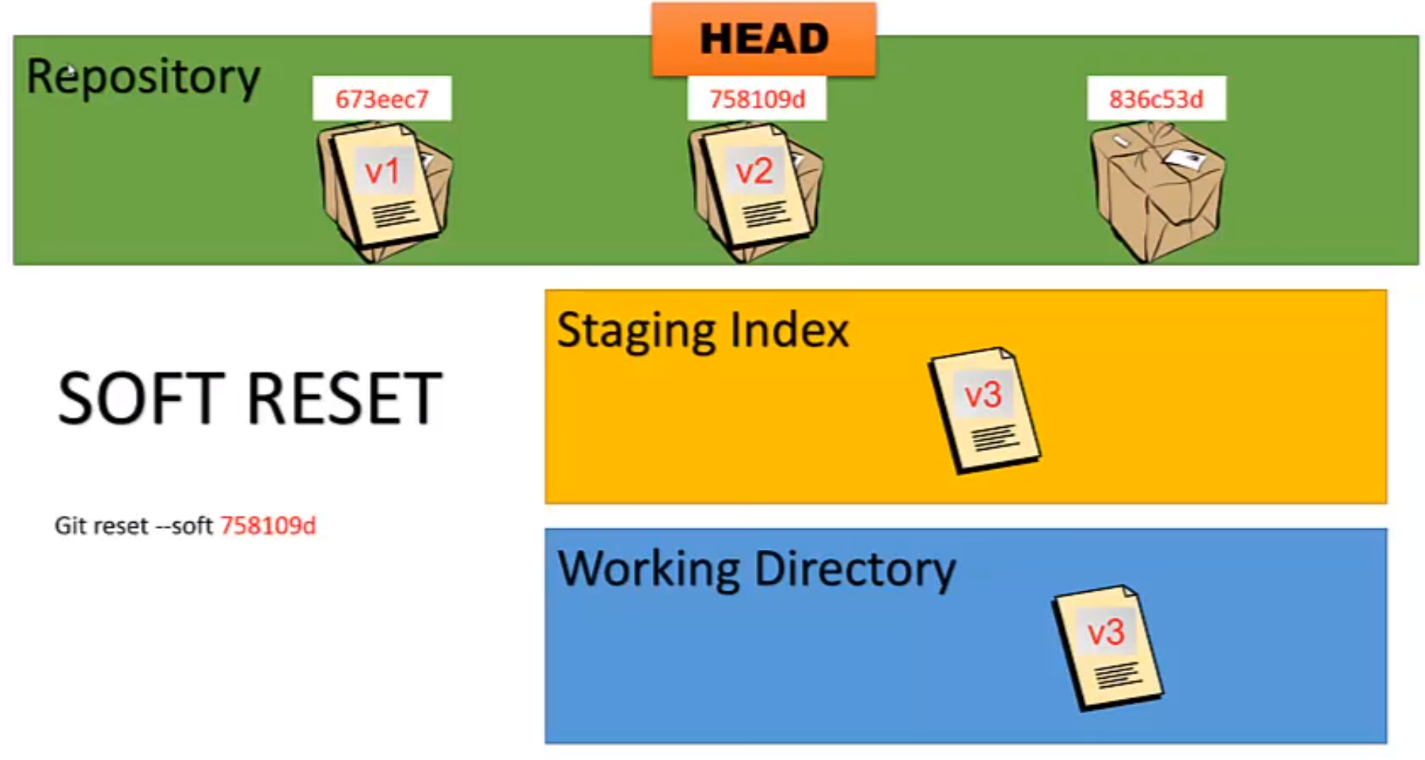 HEAD
Repository
673eec7
758109d
836c53d
v1
v2
Staging Index
v3
SOFT RESET
Git reset --soft 758109d
Working Directory
v3